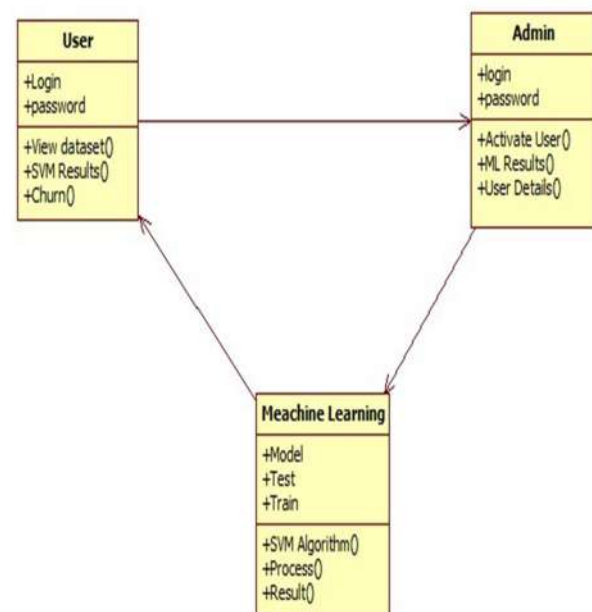 User
+Login
+password
+View dataset()
+SVM Results()
+Churn()
Admin
+login
+password
+Activate User()
+ML Results()
+User Details()
Meachine Learning
+Model
+Test
+Train
+SVM Algorithm()
+Process()
+Result()